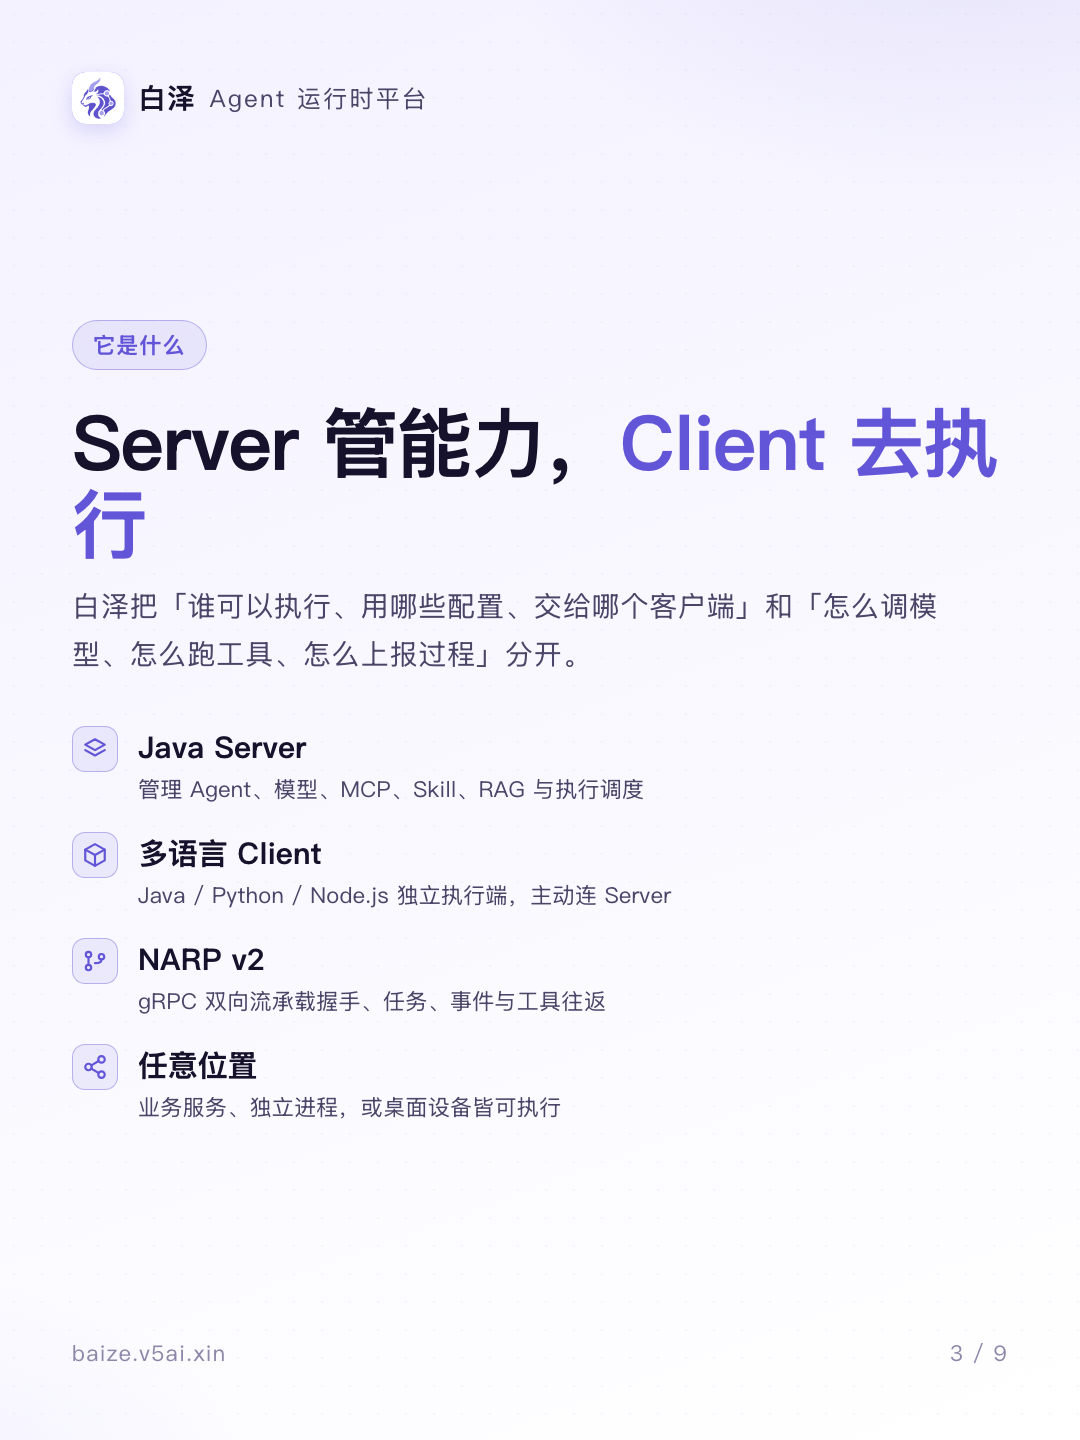 白泽 Agent 运行时平台
它是什么
Server 管能力，Client 去执
行
白泽把「谁可以执行、用哪些配置、交给哪个客户端」和「怎么调模
型、怎么跑工具、怎么上报过程」分开。
Java Server
管理 Agent、模型、MCP、Skill、RAG 与执行调度
多语言 Client
Java / Python / Node.js 独立执行端，主动连 Server
NARP v2
gRPC 双向流承载握手、任务、事件与工具往返
任意位置
业务服务、独立进程，或桌面设备皆可执行
baize.v5ai.xin
3 / 9